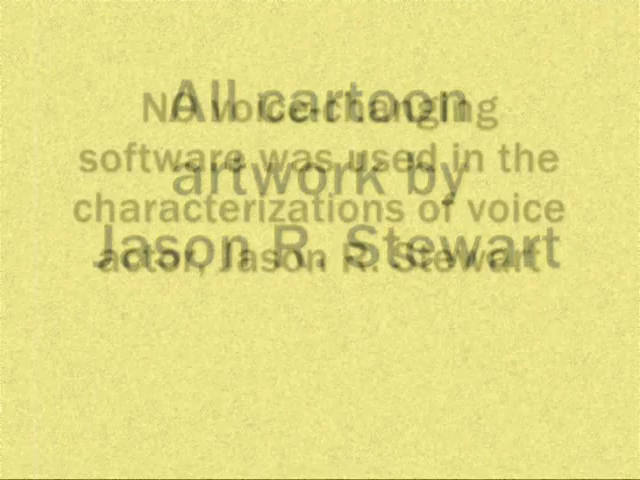 All cartoon
artwork by
Jason R. Stewart
No voice-changing
software was used in the
characterizations of voice
actor, Jason R. Stewart